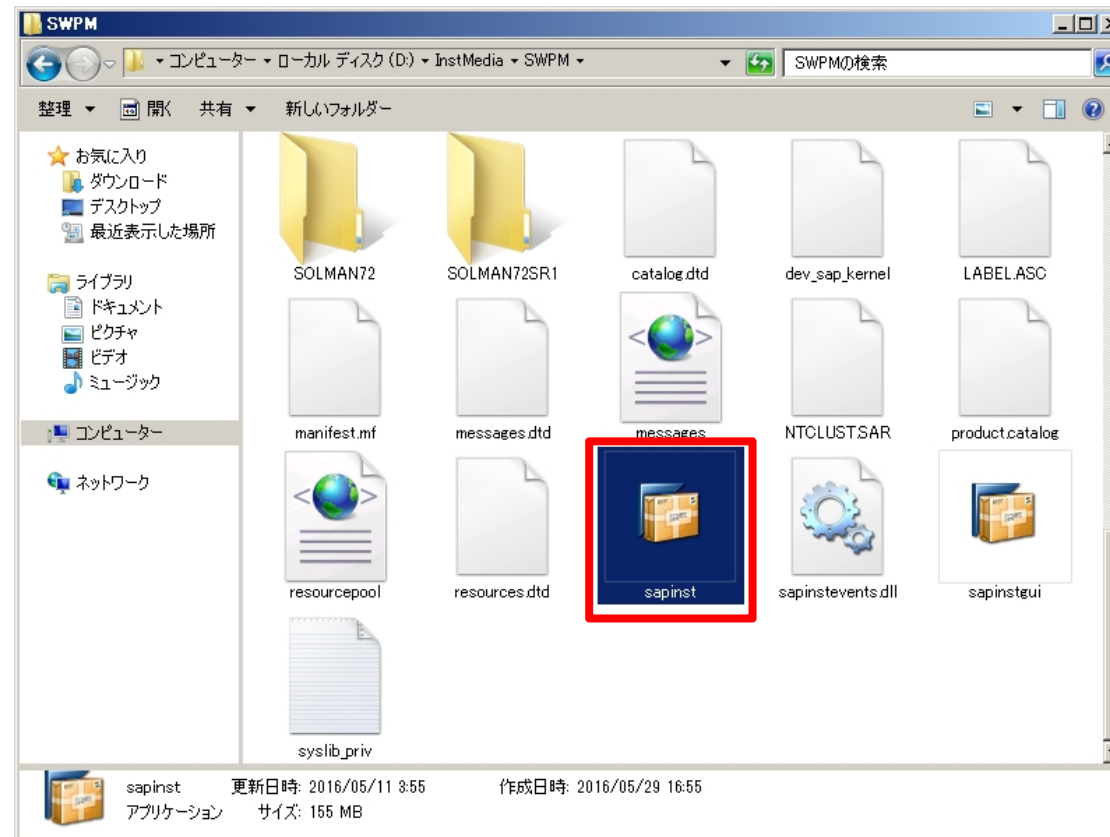 SWPM
コンピューター ローカル ディスク (D:) InstMedia SWPM
SWPMの検索
整理 開く 共有 新しいフォルダー
お気に入り
ダウンロード
デスクトップ
最近表示した場所
ライブラリ
ドキュメント
ピクチャ
ビデオ
ミュージック
コンピューター
ネットワーク
SOLMAN72 SOLMAN72SR1 catalog.dtd dev_sap_kernel LABEL.ASC
manifest.mf messages.dtd messages NTCLUST.SAR product.catalog
resourcepool resources.dtd sapinst sapinstevents.dll sapinstgui
syslib_priv
sapinst 更新日時: 2016/05/11 3:55 作成日時: 2016/05/29 16:55
アプリケーション サイズ: 155 MB